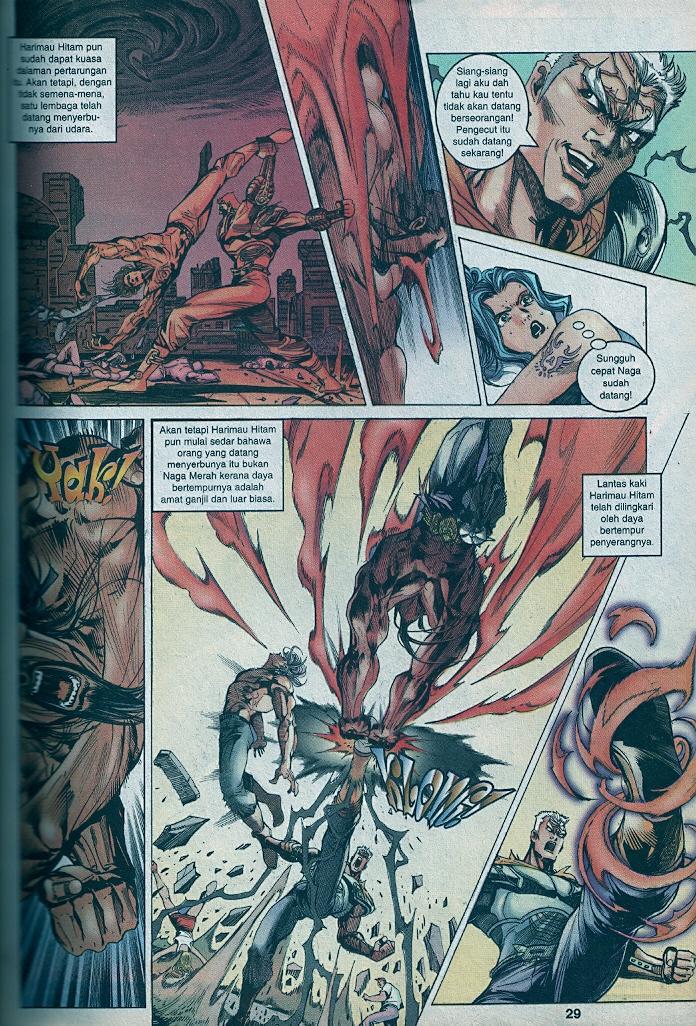 Harimau Hitam pun
sudah dapat kuasa
dalaman pertarungan
itu. Akan tetapi, dengan
tidak semena-mena,
satu lembaga telah
datang menyerbu-
nya dari udara.
Siang-siang
lagi aku dah
tahu kau tentu
tidak akan datang
berseorangan!
Pengecut itu
sudah datang
sekarang!
Sungguh
cepat Naga
sudah
datang!
Yakh!
Akan tetapi Harimau Hitam
pun mulai sedar bahawa
orang yang datang
menyerbunya itu bukan
Naga Merah kerana daya
bertempurnya adalah
amat ganjil dan luar biasa.
Lantas kaki
Harimau Hitam
telah dilingkari
oleh daya
bertempur
penyerangnya.
29